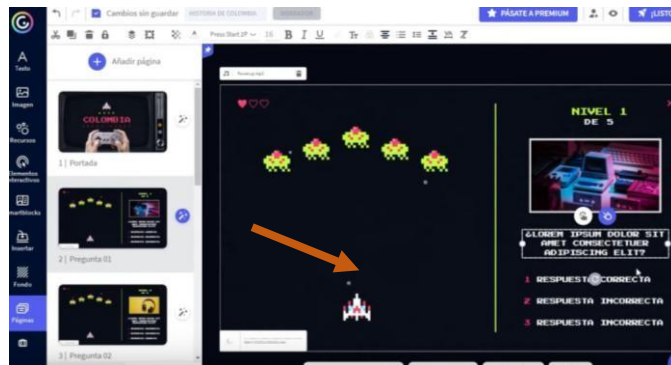 Cambios sin guardar
HISTORIA DE COLOMBIA
BORRADOR
PÁSATE A PREMIUM
¡LISTO
Press Start 2P
16
B I U
Añadir página
Texto
Imagen
Recursos
Elementos
interactivos
Smartblocks
Insertar
Fondo
Páginas
COLOMBIA
1 | Portada
2 | Pregunta 01
3 | Pregunta 02
NIVEL 1
DE 5
¿LOREM IPSUM DOLOR SIT
AMET CONSECTETUER
ADIPISCING ELIT?
1 RESPUESTA CORRECTA
2 RESPUESTA INCORRECTA
3 RESPUESTA INCORRECTA